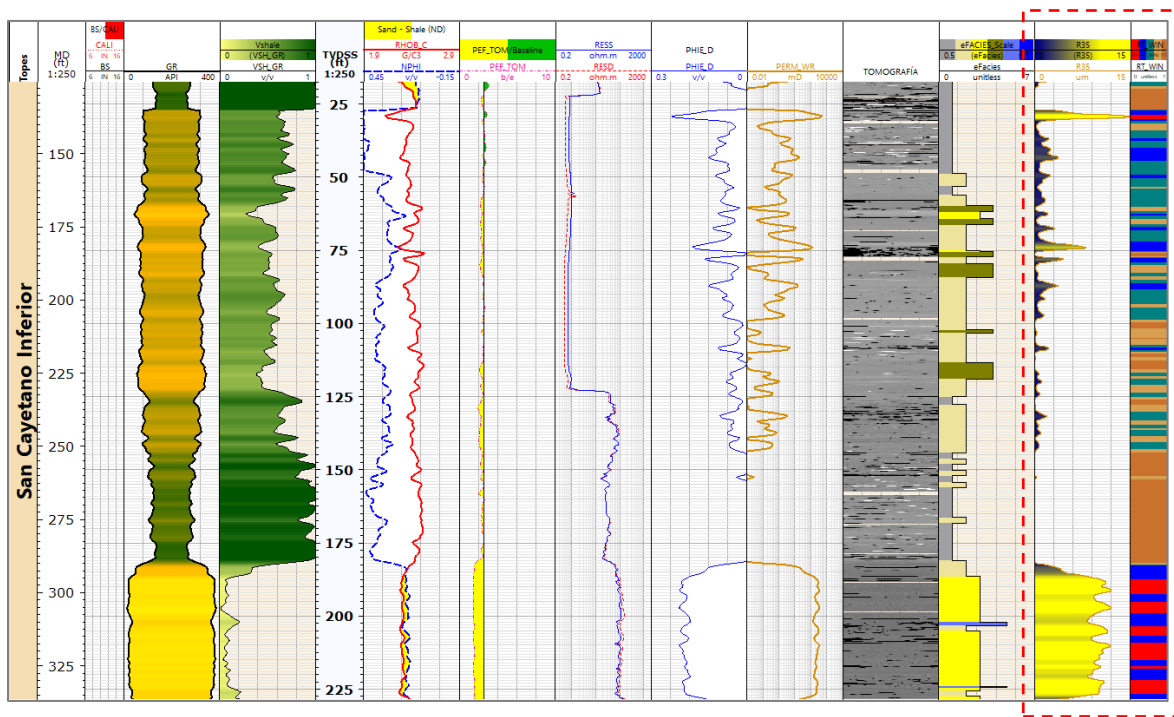 Topes
MD
(ft)
1:250
BS/CALI
CALI
6 IN 16
BS
6 IN 16
GR
0 API 400
Vshale
VSH_GR
0 v/v 1
TVDSS
(ft)
1:250
Sand - Shale (ND)
RHOB_C
1.9 G/C3 2.9
NPHI
0.45 v/v -0.15
PEF_TOM/Baseline
PEF_TOM
0 b/e 10
RESS
0.2 ohm.m 2000
RESD
0.2 ohm.m 2000
PHIE_D
PHIE_D
0.3 v/v 0
PERM_WR
0.01 mD 10000
TOMOGRAFÍA
eFACIES_Scale
0.5 (eFacies) 7
eFacies
0 unitless 7
R35
0 (R35) 15
R35
0 um 15
RT_WIN
RT_WIN
0 unitless
San Cayetano Inferior
150
175
200
225
250
275
300
325
25
50
75
100
125
150
175
200
225